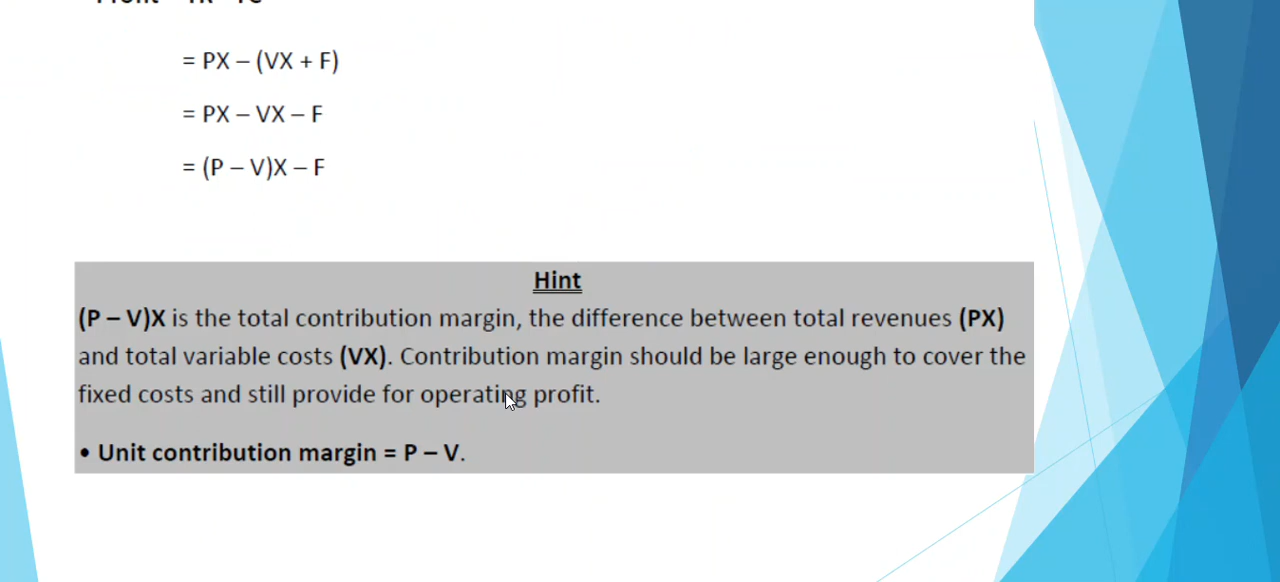 = PX – (VX + F)
= PX – VX – F
= (P – V)X – F
Hint
(P – V)X is the total contribution margin, the difference between total revenues (PX)
and total variable costs (VX). Contribution margin should be large enough to cover the
fixed costs and still provide for operating profit.
• Unit contribution margin = P – V.